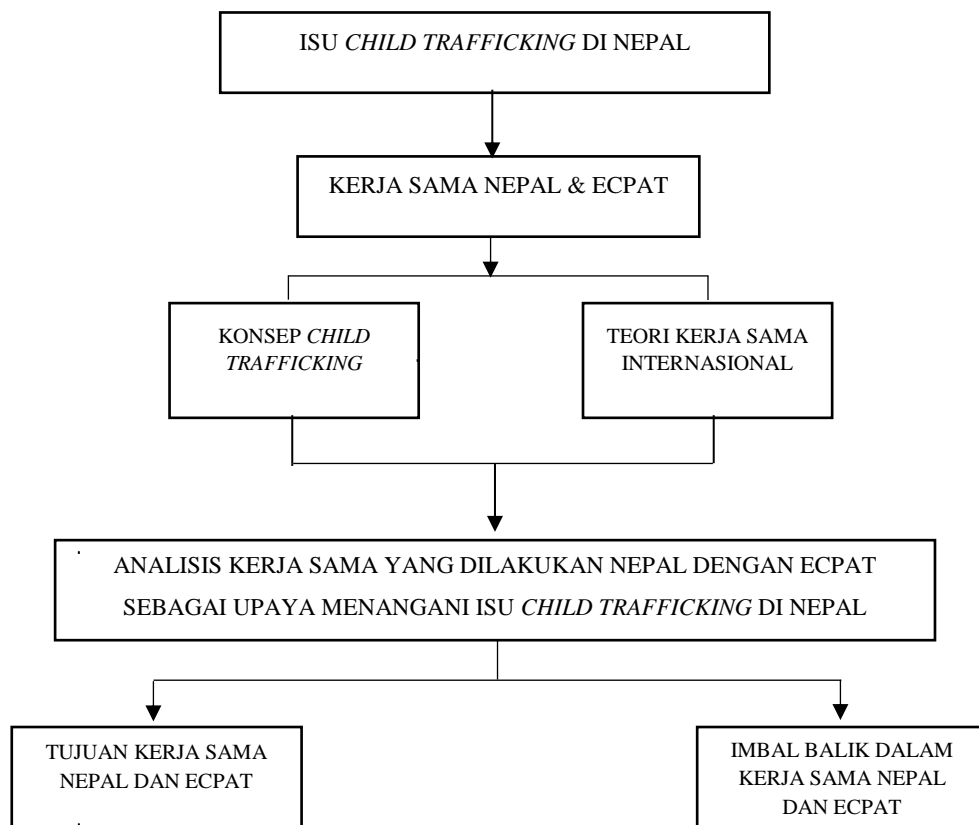 ISU CHILD TRAFFICKING DI NEPAL
KERJA SAMA NEPAL & ECPAT
KONSEP CHILD
TRAFFICKING
TEORI KERJA SAMA
INTERNASIONAL
ANALISIS KERJA SAMA YANG DILAKUKAN NEPAL DENGAN ECPAT
SEBAGAI UPAYA MENANGANI ISU CHILD TRAFFICKING DI NEPAL
TUJUAN KERJA SAMA
NEPAL DAN ECPAT
IMBAL BALIK DALAM
KERJA SAMA NEPAL
DAN ECPAT